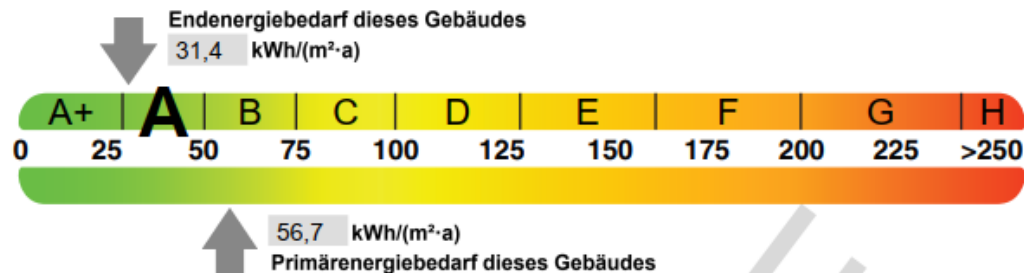 Endenergiebedarf dieses Gebäudes
31,4 kWh/(m²·a)
A+ A B C D E F G H
0 25 50 75 100 125 150 175 200 225 >250
56,7 kWh/(m²·a)
Primärenergiebedarf dieses Gebäudes